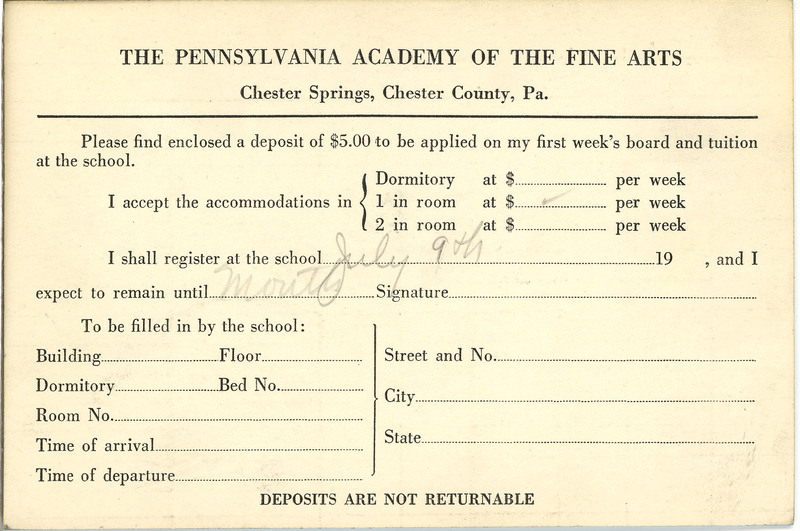 THE PENNSYLVANIA ACADEMY OF THE FINE ARTS
Chester Springs, Chester County, Pa.
Please find enclosed a deposit of $5.00 to be applied on my first week's board and tuition
at the school.
I accept the accommodations in { Dormitory at $ per week
1 in room at $ ✓ per week
2 in room at $ per week
I shall register at the school July 9th 19 , and I
expect to remain until Month Signature
To be filled in by the school:
Building Floor
Dormitory Bed No.
Room No.
Time of arrival
Time of departure
Street and No.
City
State
DEPOSITS ARE NOT RETURNABLE